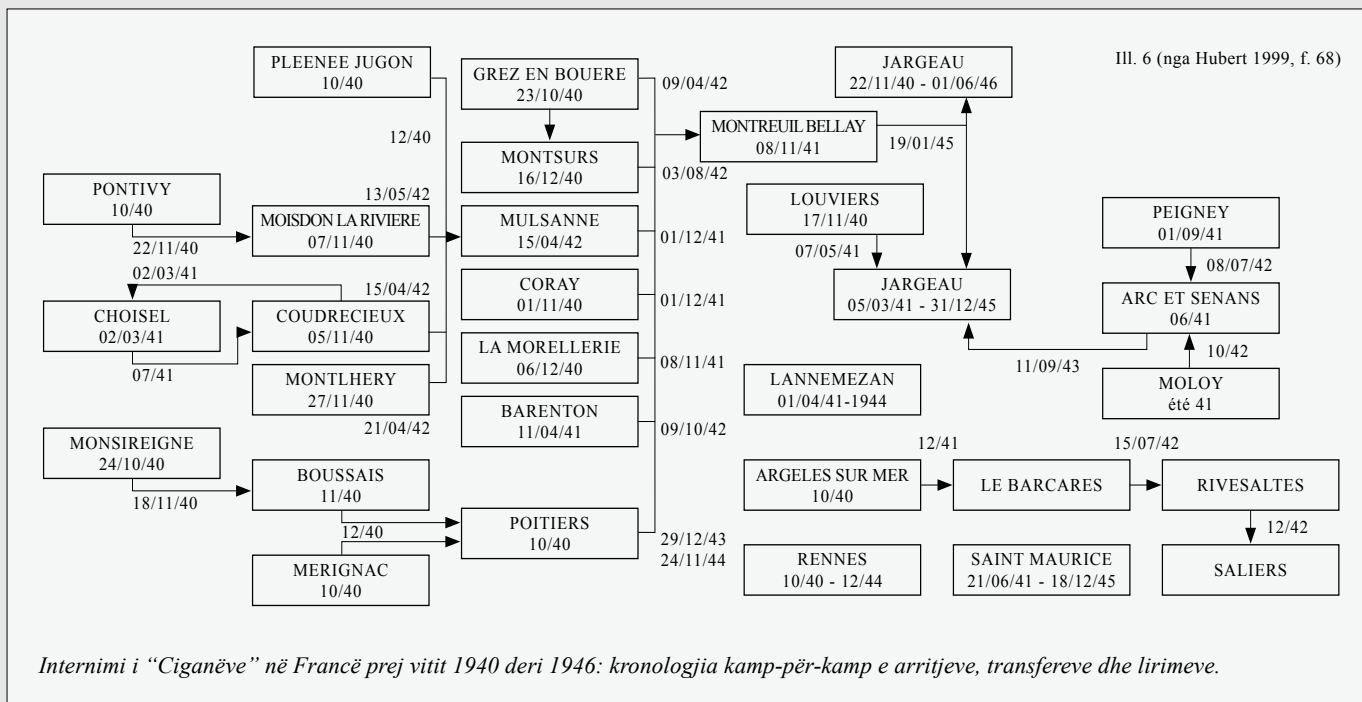 PLEENEE JUGON
10/40
GREZ EN BOUERE
23/10/40
09/04/42
JARGEAU
22/11/40 - 01/06/46
Ill. 6 (nga Hubert 1999, f. 68)
12/40
MONTREUIL BELLAY
08/11/41
19/01/45
MONTSURS
16/12/40
03/08/42
PONTIVY
10/40
22/11/40
13/05/42
MOISDON LA RIVIERE
07/11/40
MULSANNE
15/04/42
01/12/41
LOUVIERS
17/11/40
07/05/41
PEIGNEY
01/09/41
08/07/42
02/03/41
CHOISEL
02/03/41
07/41
15/04/42
COUDRECIEUX
05/11/40
CORAY
01/11/40
01/12/41
JARGEAU
05/03/41 - 31/12/45
ARC ET SENANS
06/41
11/09/43
10/42
MOLOY
été 41
MONTLHERY
27/11/40
21/04/42
LA MORELLERIE
06/12/40
08/11/41
LANNEMEZAN
01/04/41-1944
BARENTON
11/04/41
09/10/42
MONSIREIGNE
24/10/40
18/11/40
BOUSSAIS
11/40
12/40
MERIGNAC
10/40
POITIERS
10/40
29/12/43
24/11/44
ARGELES SUR MER
10/40
12/41
LE BARCARES
15/07/42
RIVESALTES
12/42
RENNES
10/40 - 12/44
SAINT MAURICE
21/06/41 - 18/12/45
SALIERS
Internimi i “Ciganëve” në Francë prej vitit 1940 deri 1946: kronologjia kamp-për-kamp e arritjeve, transfereve dhe lirimeve.